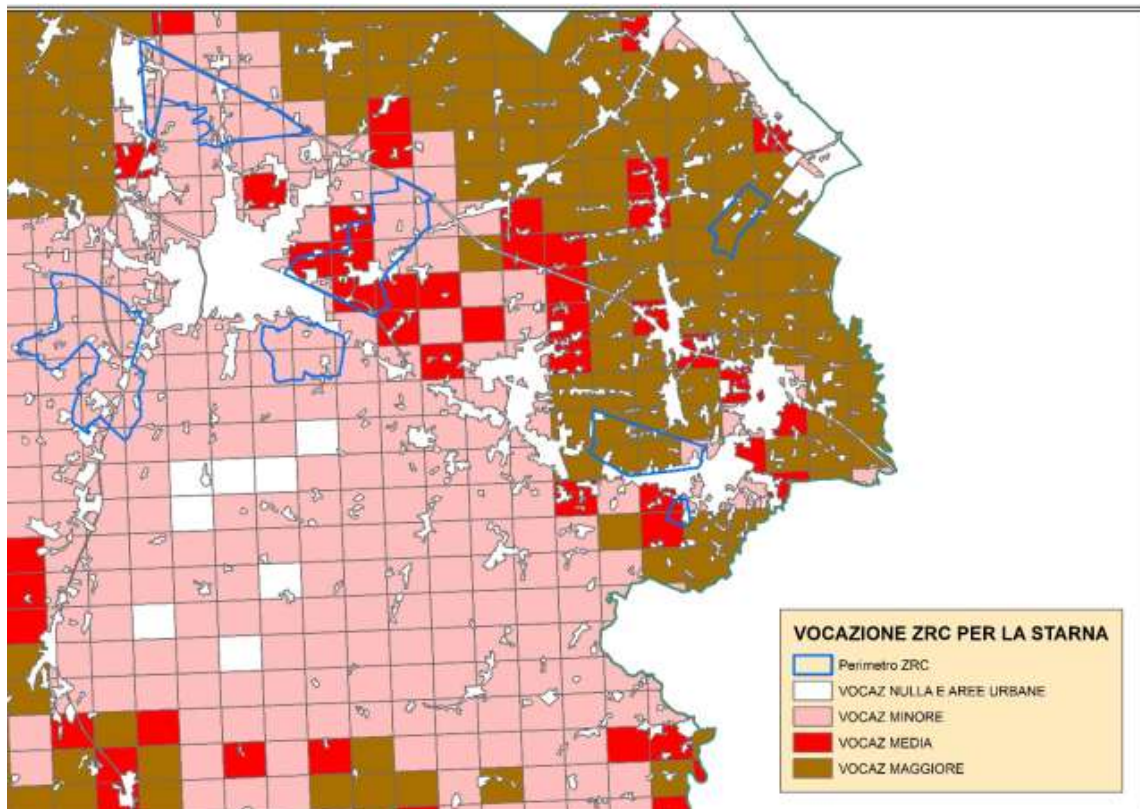 VOCAZIONE ZRC PER LA STARNA
Perimetro ZRC
VOCAZ NULLA E AREE URBANE
VOCAZ MINORE
VOCAZ MEDIA
VOCAZ MAGGIORE